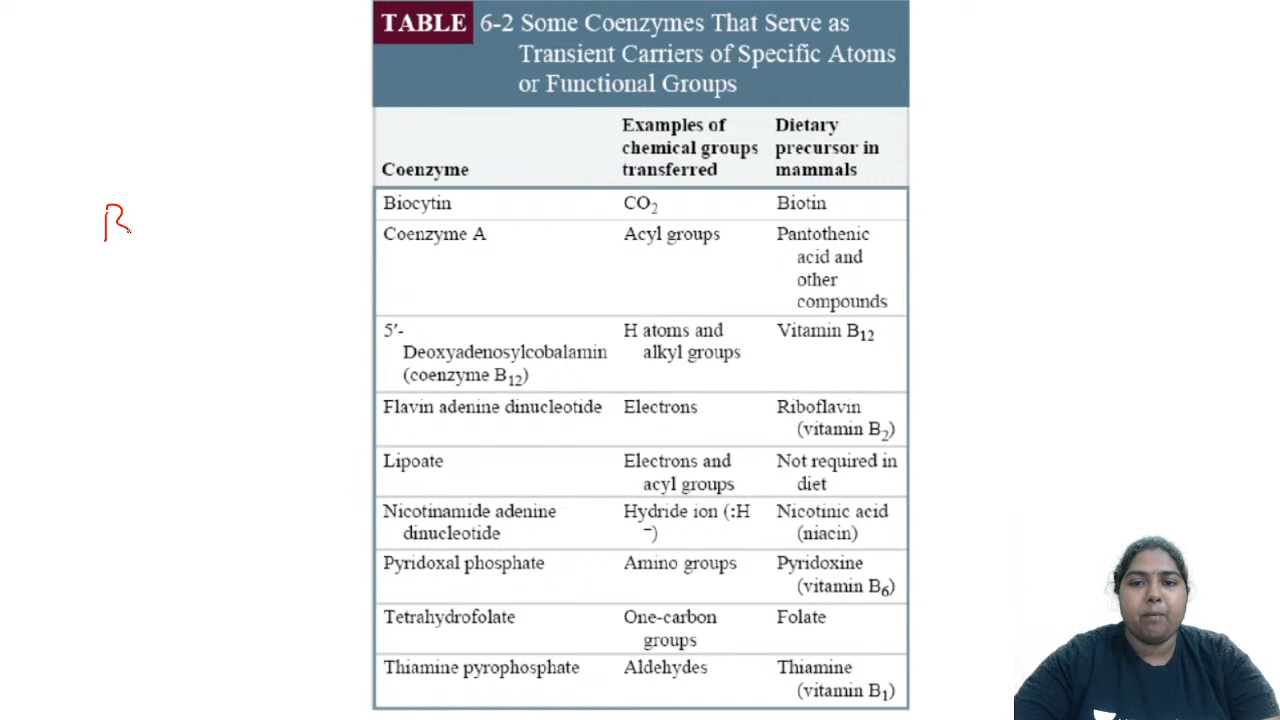 TABLE 6-2 Some Coenzymes That Serve as
Transient Carriers of Specific Atoms
or Functional Groups
Coenzyme Examples of chemical groups transferred Dietary precursor in mammals
Biocytin CO₂ Biotin
Coenzyme A Acyl groups Pantothenic acid and other compounds
5′-Deoxyadenosylcobalamin (coenzyme B₁₂) H atoms and alkyl groups Vitamin B₁₂
Flavin adenine dinucleotide Electrons Riboflavin (vitamin B₂)
Lipoate Electrons and acyl groups Not required in diet
Nicotinamide adenine dinucleotide Hydride ion (:H⁻) Nicotinic acid (niacin)
Pyridoxal phosphate Amino groups Pyridoxine (vitamin B₆)
Tetrahydrofolate One-carbon groups Folate
Thiamine pyrophosphate Aldehydes Thiamine (vitamin B₁)